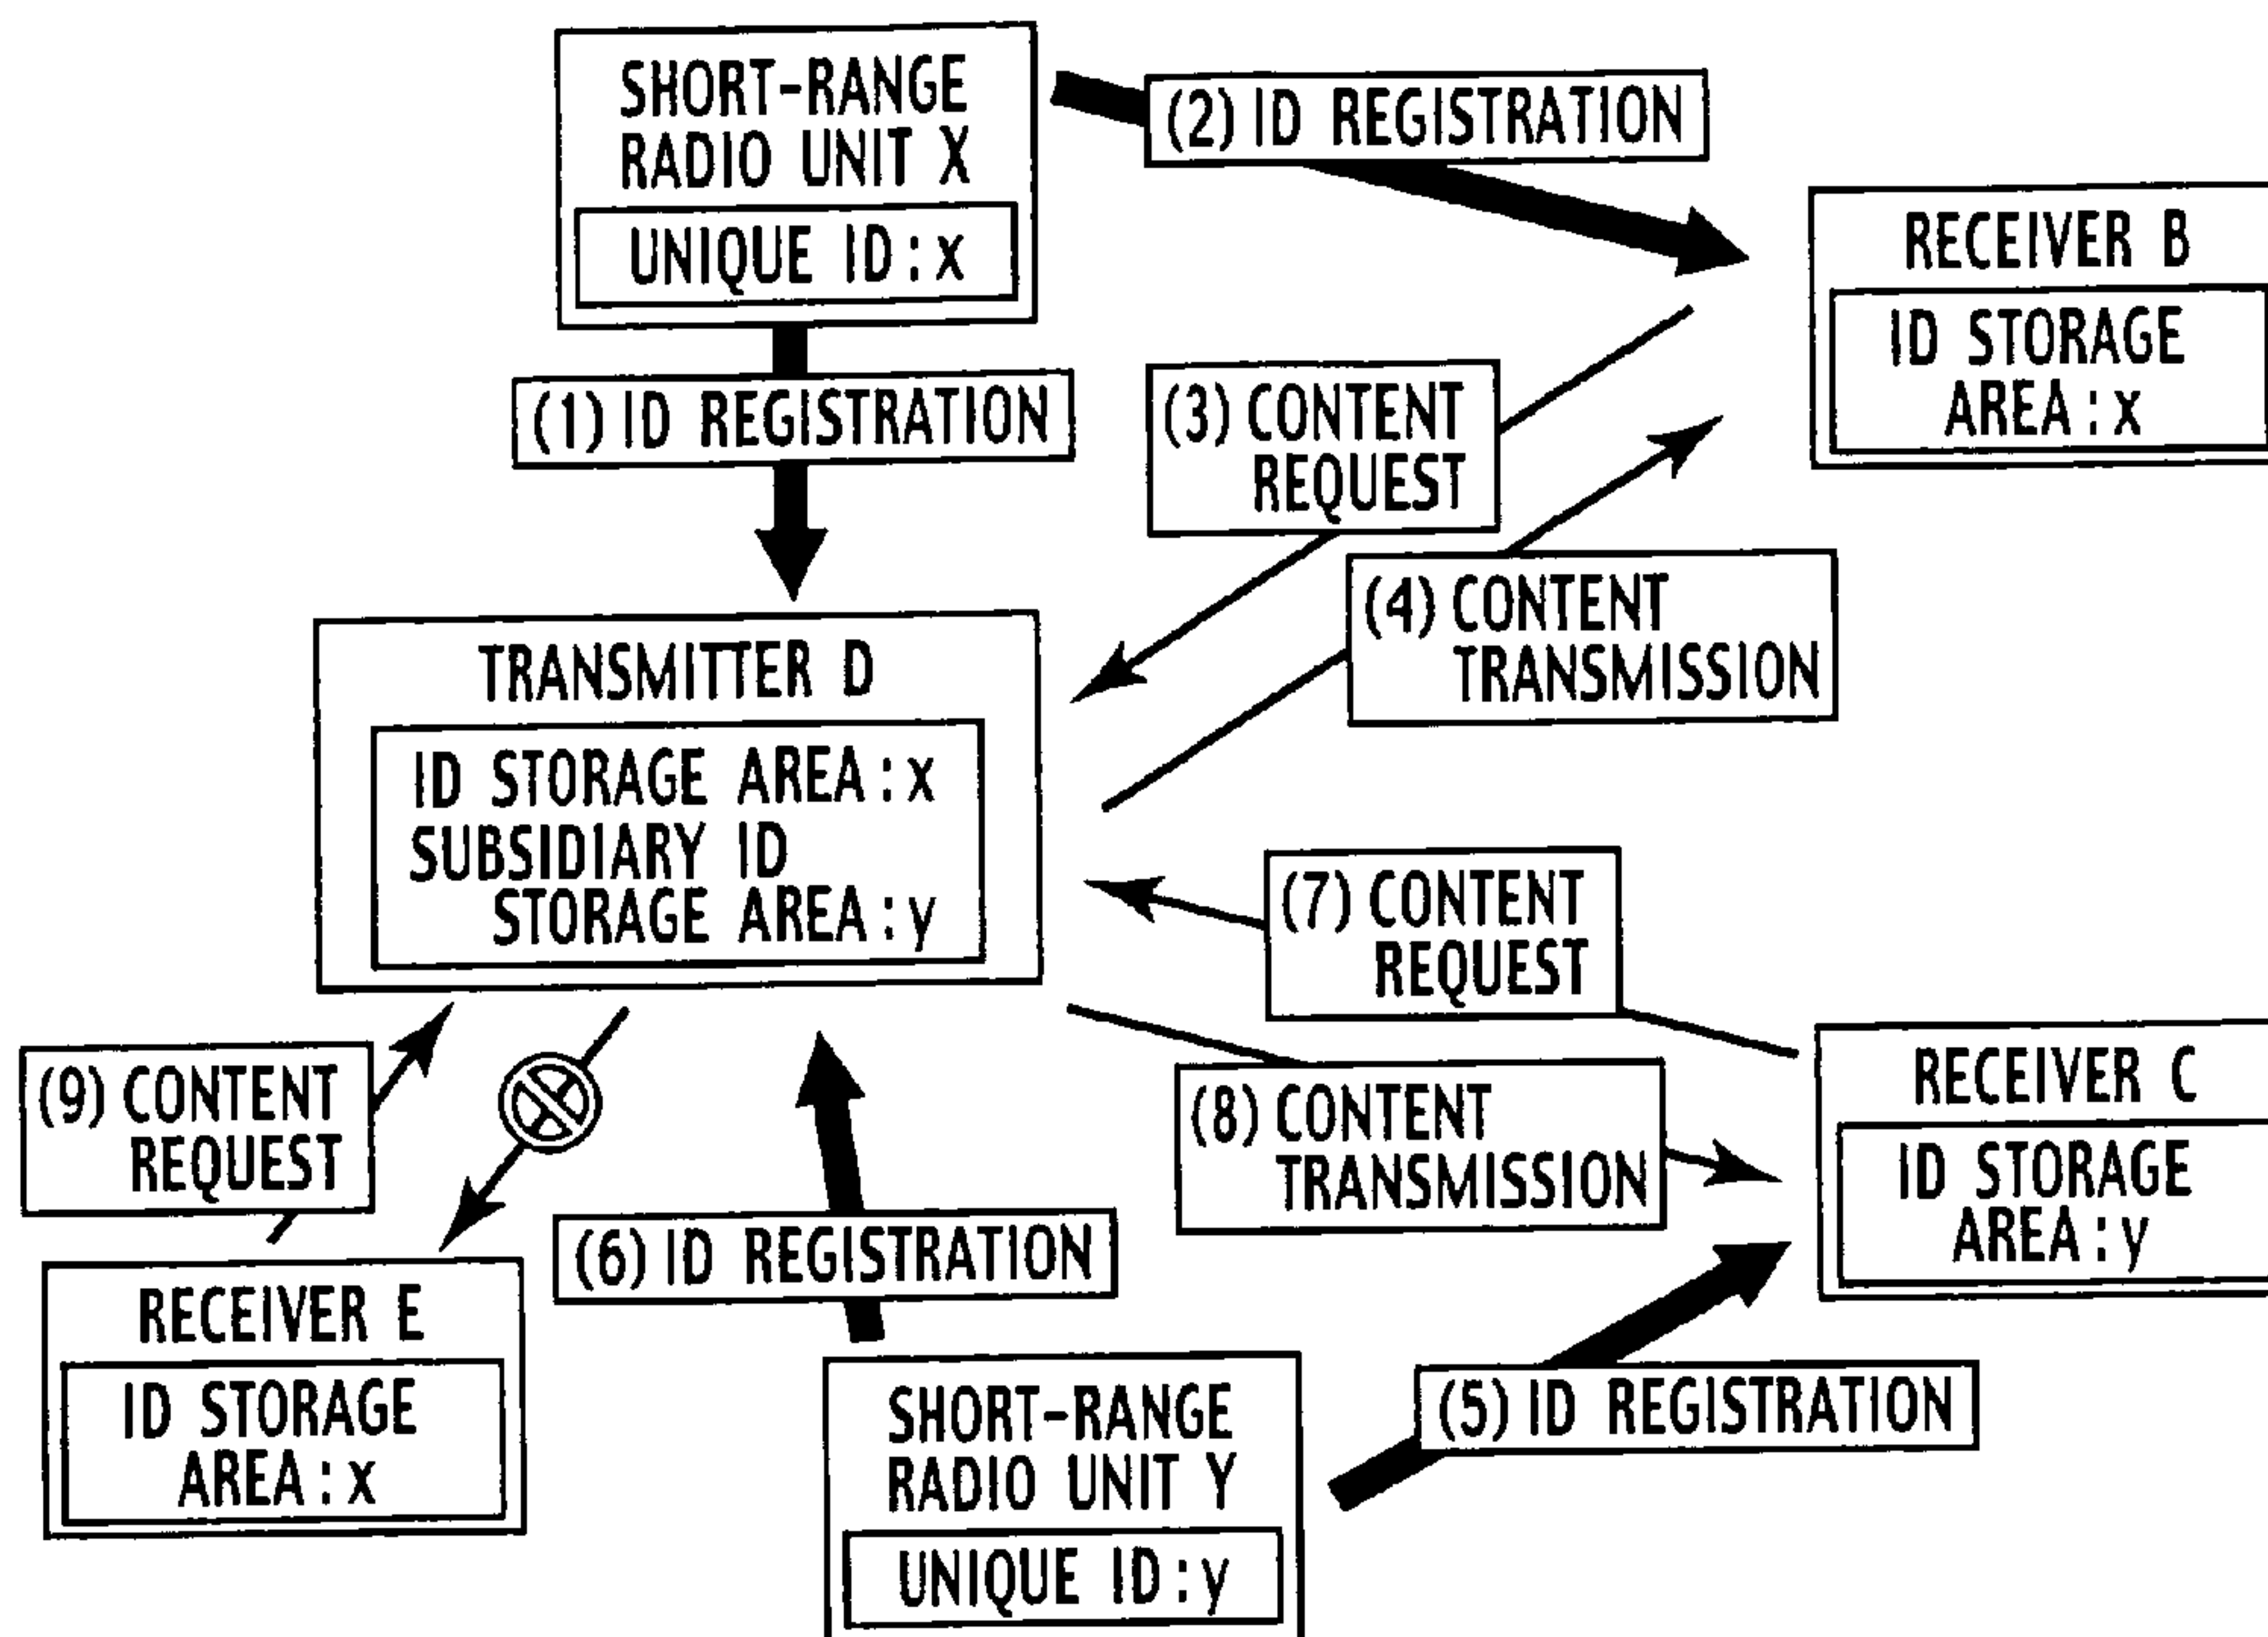 SHORT-RANGE
RADIO UNIT X
UNIQUE ID:x
(2) ID REGISTRATION
RECEIVER B
ID STORAGE
AREA:x
(1) ID REGISTRATION
(3) CONTENT
REQUEST
(4) CONTENT
TRANSMISSION
TRANSMITTER D
ID STORAGE AREA:x
SUBSIDIARY ID
STORAGE AREA:y
(7) CONTENT
REQUEST
(8) CONTENT
TRANSMISSION
RECEIVER C
ID STORAGE
AREA:y
(9) CONTENT
REQUEST
(6) ID REGISTRATION
RECEIVER E
ID STORAGE
AREA:x
SHORT-RANGE
RADIO UNIT Y
UNIQUE ID:y
(5) ID REGISTRATION